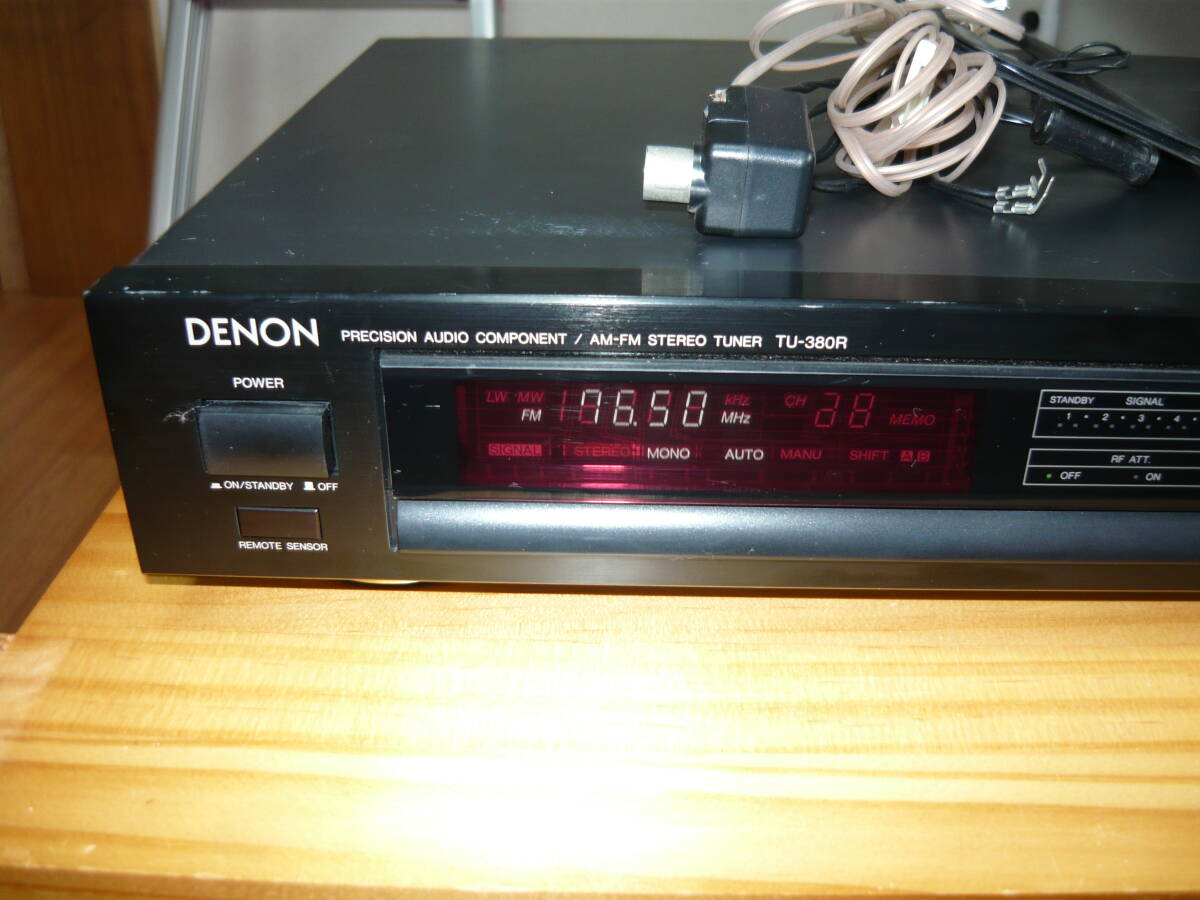 DENON PRECISION AUDIO COMPONENT / AM-FM STEREO TUNER TU-380R
POWER
ON/STANDBY OFF
REMOTE SENSOR
LW MW kHz CH MEMO
FM 76.50 MHz
SIGNAL STEREO MONO AUTO MANU SHIFT A,B
STANDBY SIGNAL
1 • 2 • 3 • 4 •
RF ATT.
OFF ON